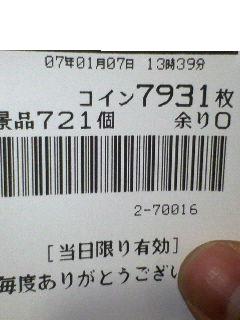 07年01月07日 13時39分
コイン7931枚
景品721個 余り0
2-70016
[当日限り有効]
毎度ありがとうござい